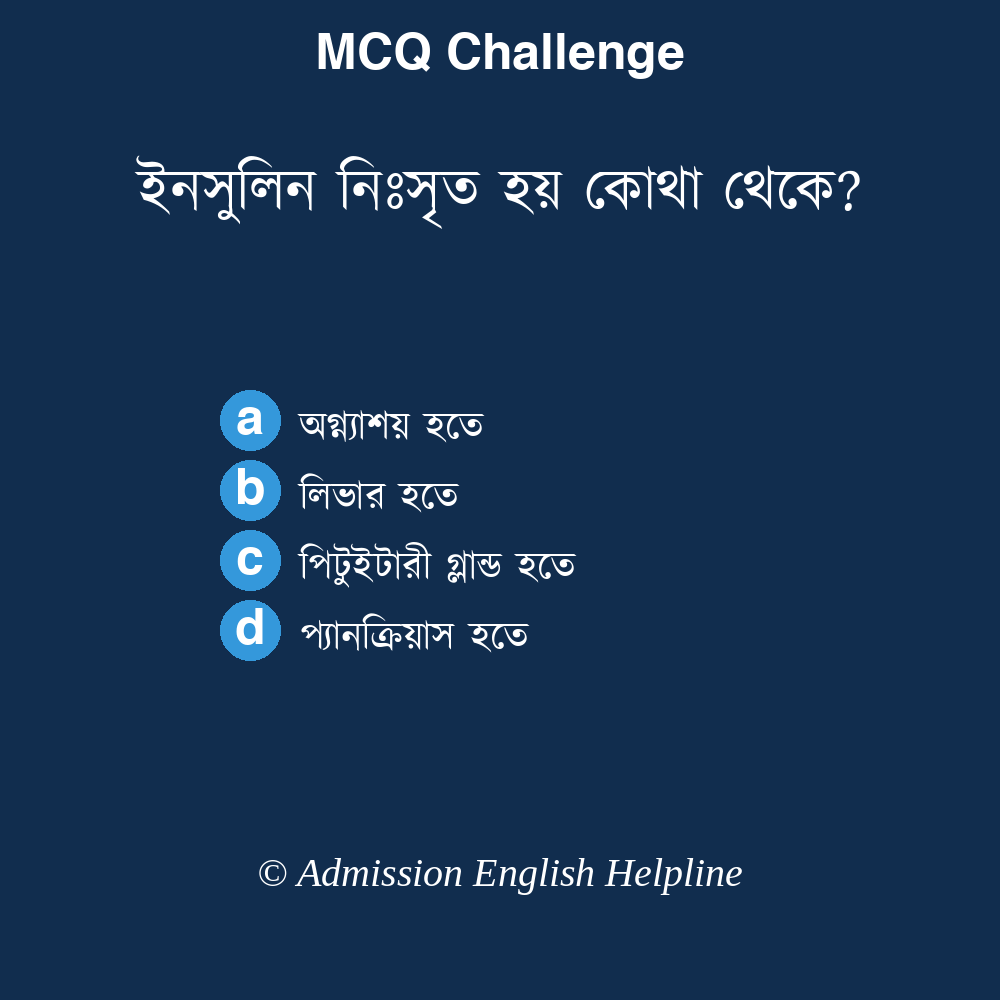 MCQ Challenge
ইনসুলিন নিঃসৃত হয় কোথা থেকে?
a অগ্ন্যাশয় হতে
b লিভার হতে
c পিটুইটারী গ্লান্ড হতে
d প্যানক্রিয়াস হতে
© Admission English Helpline